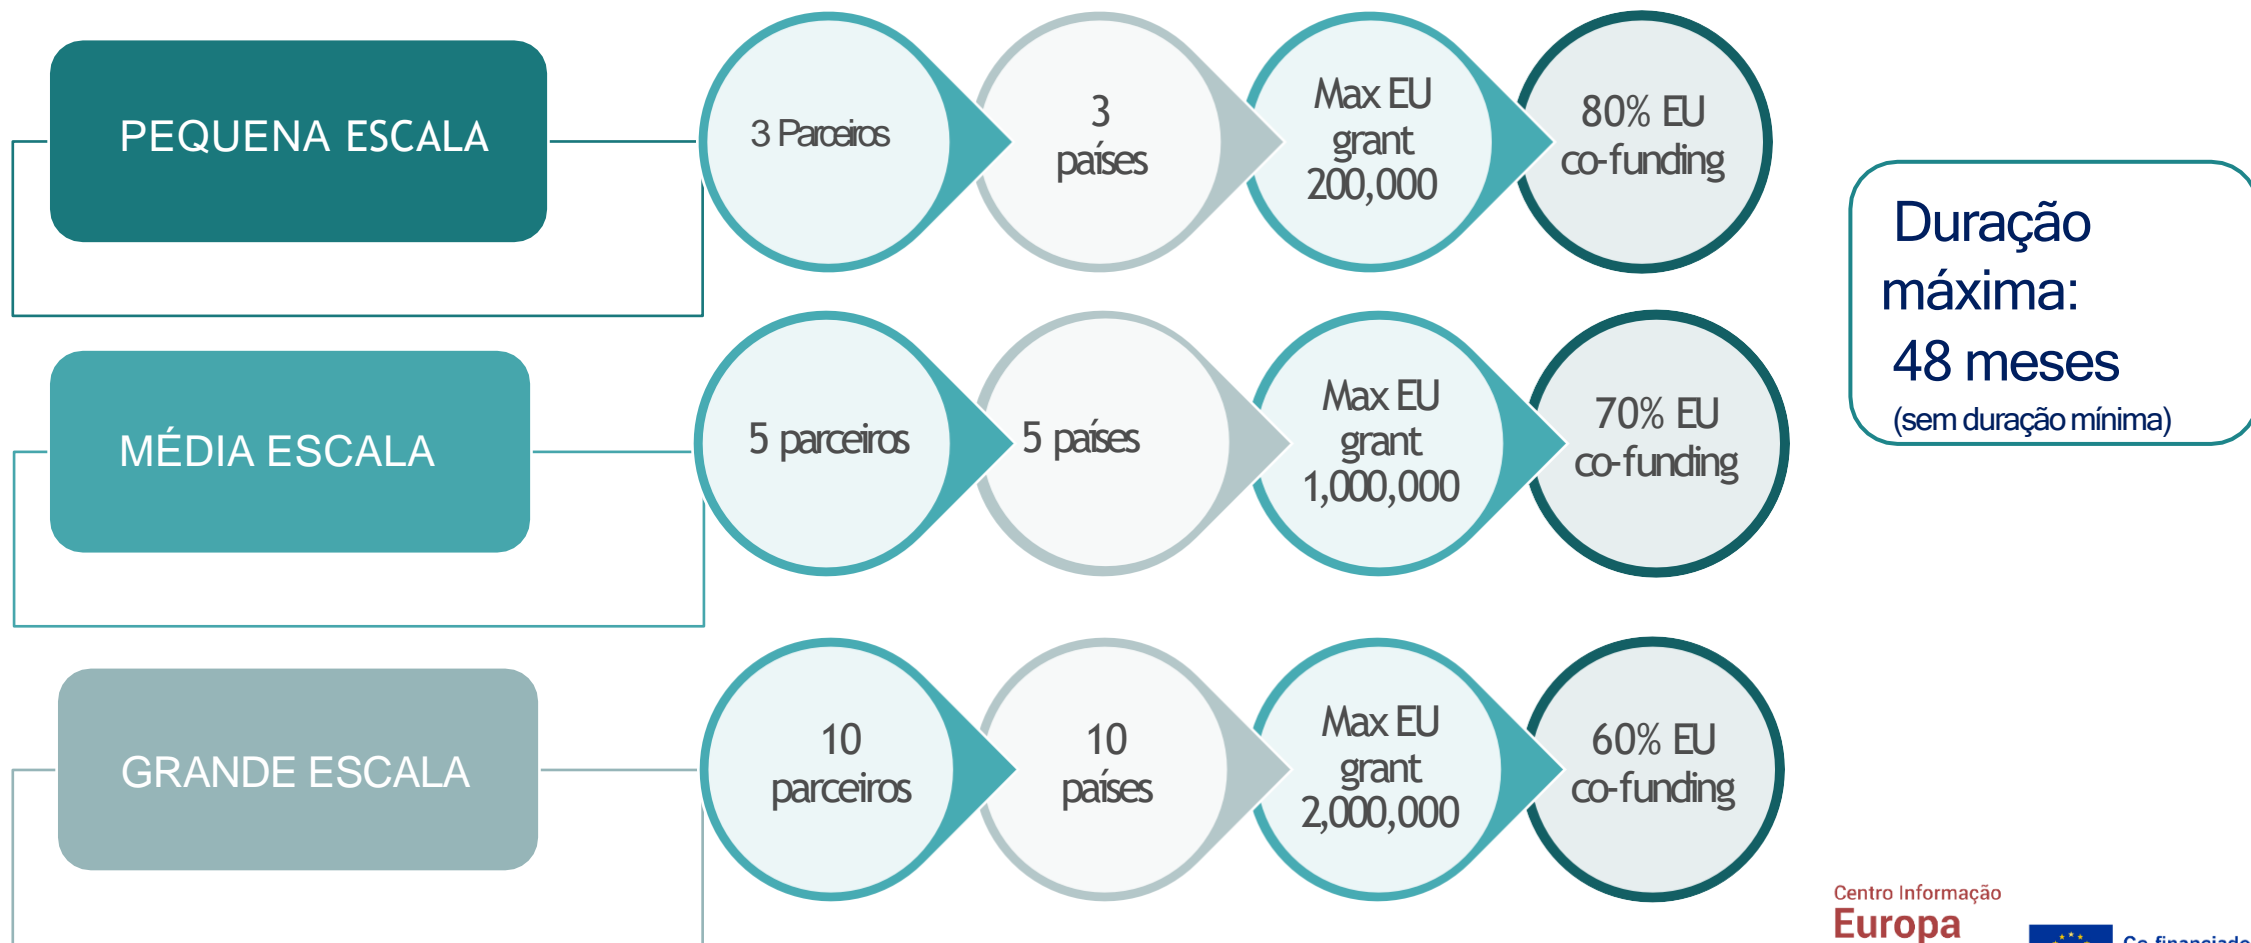 PEQUENA ESCALA
3 Parceiros
3
países
Max EU
grant
200,000
80% EU
co-funding
MÉDIA ESCALA
5 parceiros
5 países
Max EU
grant
1,000,000
70% EU
co-funding
GRANDE ESCALA
10
parceiros
10
países
Max EU
grant
2,000,000
60% EU
co-funding
Duração
máxima:
48 meses
(sem duração mínima)
Centro Informação
Europa
Co-financiado